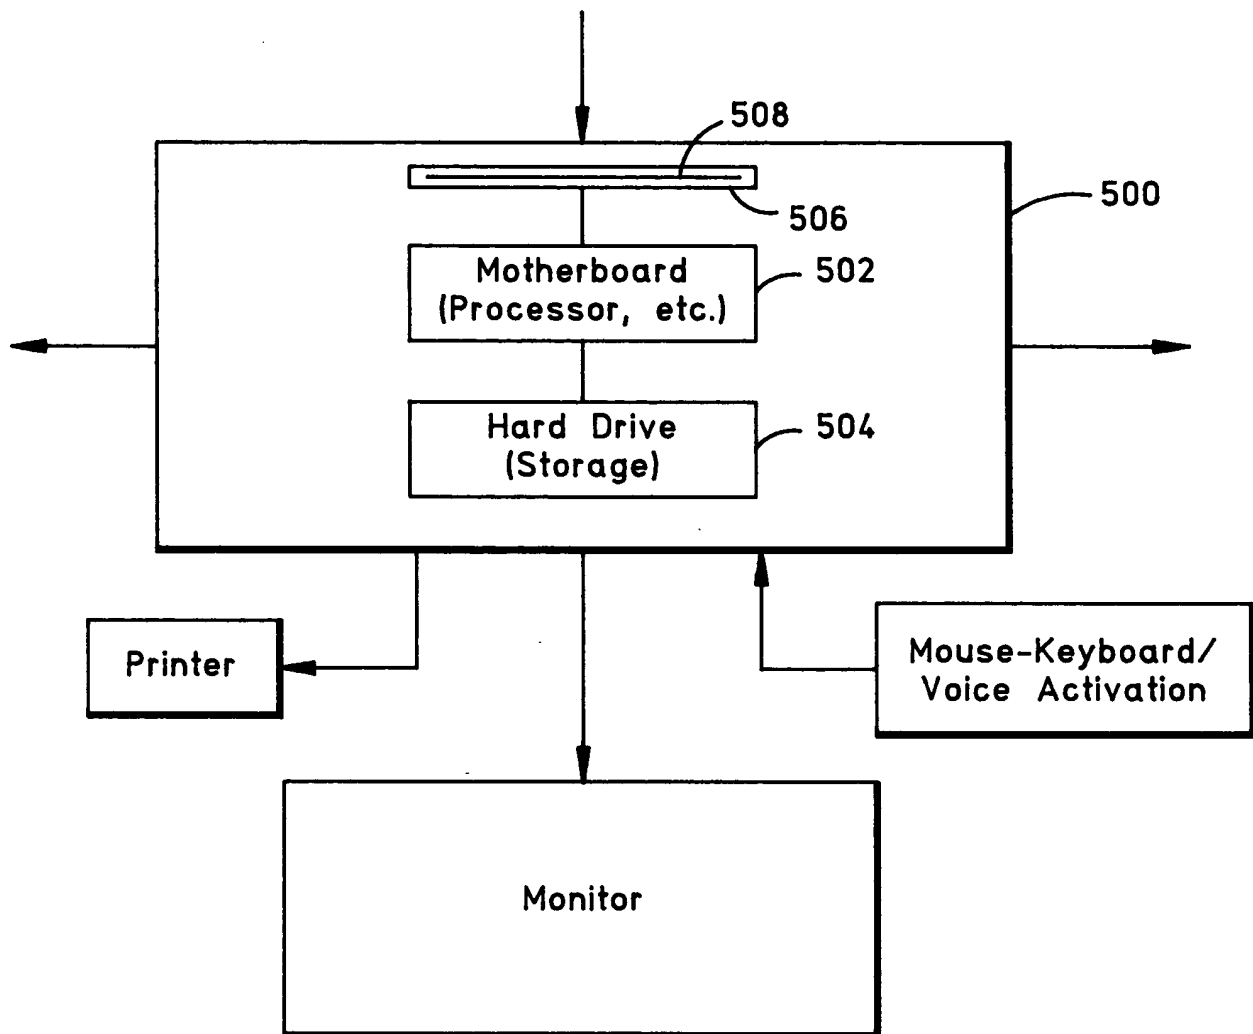 508
500
506
Motherboard
(Processor, etc.)
502
Hard Drive
(Storage)
504
Printer
Mouse-Keyboard/
Voice Activation
Monitor